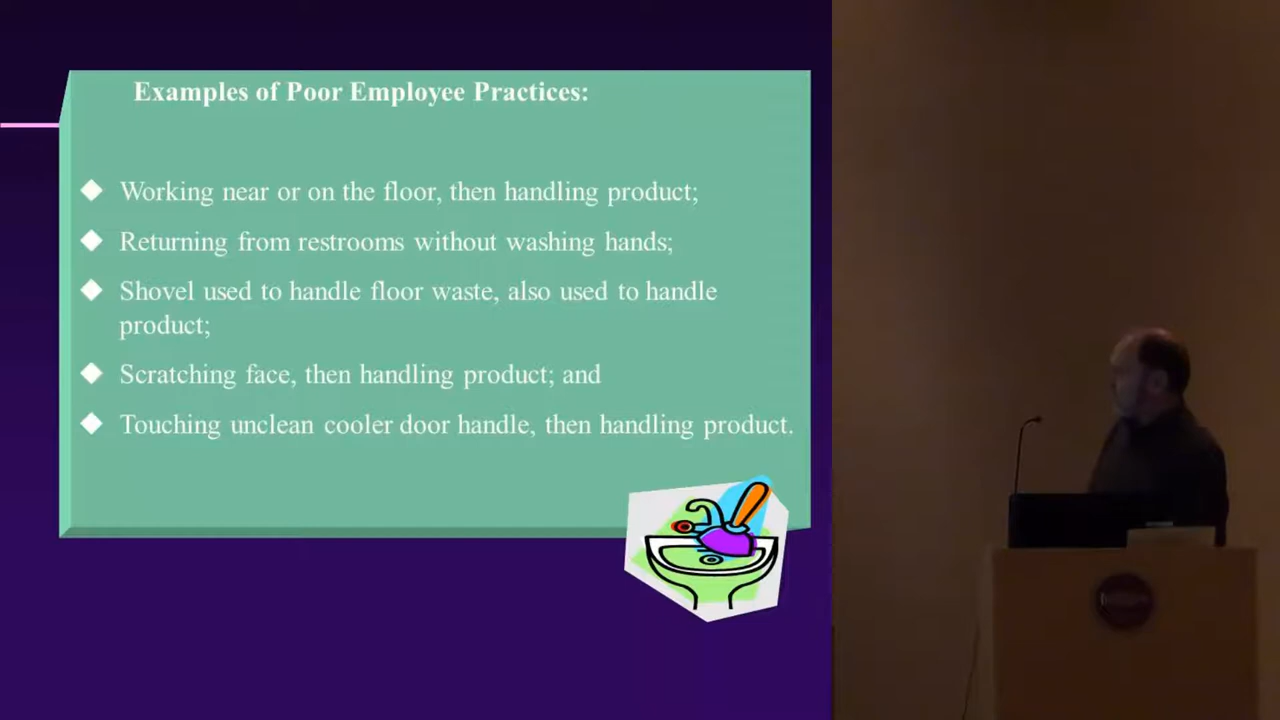 Examples of Poor Employee Practices:
Working near or on the floor, then handling product;
Returning from restrooms without washing hands;
Shovel used to handle floor waste, also used to handle
product;
Scratching face, then handling product; and
Touching unclean cooler door handle, then handling product.